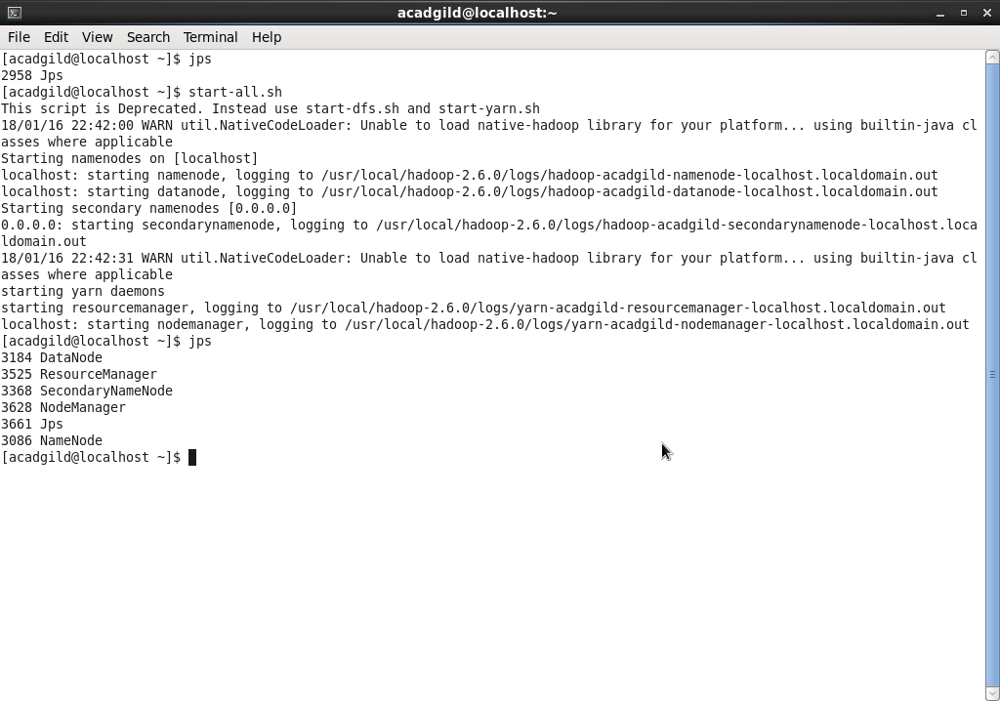 acadgild@localhost:~
File Edit View Search Terminal Help
[acadgild@localhost ~]$ jps
2958 Jps
[acadgild@localhost ~]$ start-all.sh
This script is Deprecated. Instead use start-dfs.sh and start-yarn.sh
18/01/16 22:42:00 WARN util.NativeCodeLoader: Unable to load native-hadoop library for your platform... using builtin-java cl
asses where applicable
Starting namenodes on [localhost]
localhost: starting namenode, logging to /usr/local/hadoop-2.6.0/logs/hadoop-acadgild-namenode-localhost.localdomain.out
localhost: starting datanode, logging to /usr/local/hadoop-2.6.0/logs/hadoop-acadgild-datanode-localhost.localdomain.out
Starting secondary namenodes [0.0.0.0]
0.0.0.0: starting secondarynamenode, logging to /usr/local/hadoop-2.6.0/logs/hadoop-acadgild-secondarynamenode-localhost.loca
ldomain.out
18/01/16 22:42:31 WARN util.NativeCodeLoader: Unable to load native-hadoop library for your platform... using builtin-java cl
asses where applicable
starting yarn daemons
starting resourcemanager, logging to /usr/local/hadoop-2.6.0/logs/yarn-acadgild-resourcemanager-localhost.localdomain.out
localhost: starting nodemanager, logging to /usr/local/hadoop-2.6.0/logs/yarn-acadgild-nodemanager-localhost.localdomain.out
[acadgild@localhost ~]$ jps
3184 DataNode
3525 ResourceManager
3368 SecondaryNameNode
3628 NodeManager
3661 Jps
3086 NameNode
[acadgild@localhost ~]$